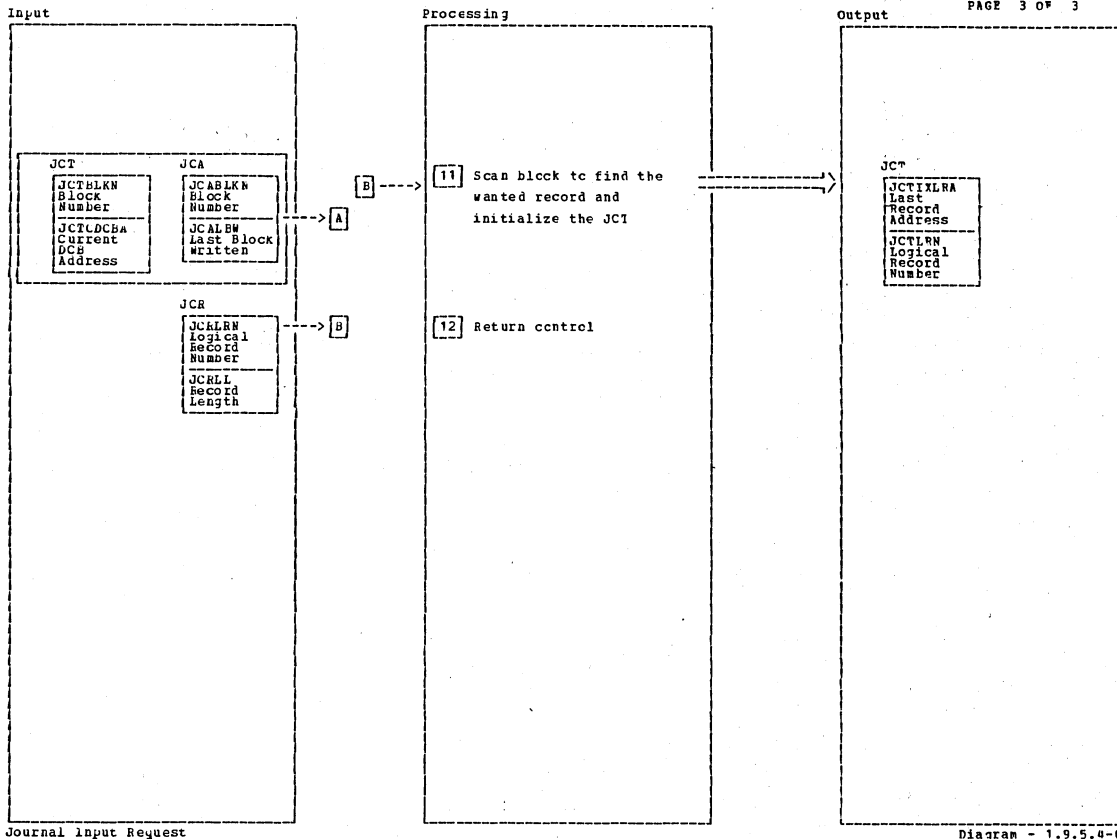 PAGE 3 OF 3
Input
Processing
Output
JCT
JCTBLKN
Block
Number
JCTCDCBA
Current
DCB
Address
JCA
JCABLKN
Block
Number
JCALBW
Last Block
Written
A
B
11 Scan block to find the
wanted record and
initialize the JCT
JCT
JCTIXLRA
Last
Record
Address
JCTLRN
Logical
Record
Number
JCR
JCRLRN
Logical
Record
Number
JCRLL
Record
Length
B
12 Return control
Journal Input Request